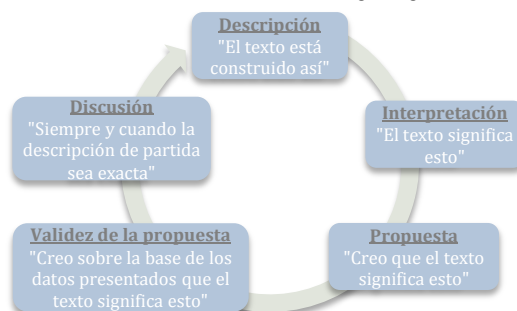 Descripción
"El texto está
construido así"
Interpretación
"El texto significa
esto"
Propuesta
"Creo que el texto
significa esto"
Validez de la propuesta
"Creo sobre la base de los
datos presentados que el
texto significa esto"
Discusión
"Siempre y cuando la
descripción de partida
sea exacta"